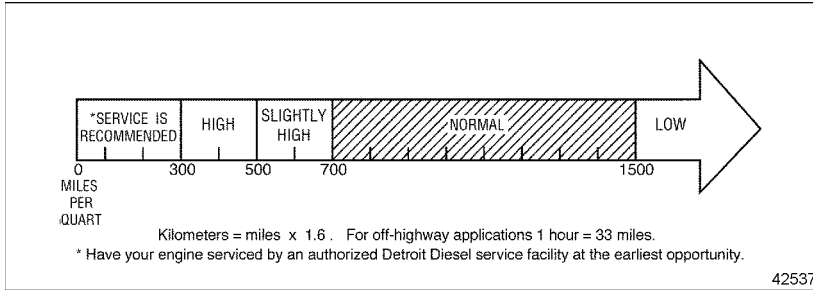 *SERVICE IS
RECOMMENDED
HIGH
SLIGHTLY
HIGH
NORMAL
LOW
0 300 500 700 1500
MILES
PER
QUART
Kilometers = miles x 1.6 . For off-highway applications 1 hour = 33 miles.
* Have your engine serviced by an authorized Detroit Diesel service facility at the earliest opportunity.
42537